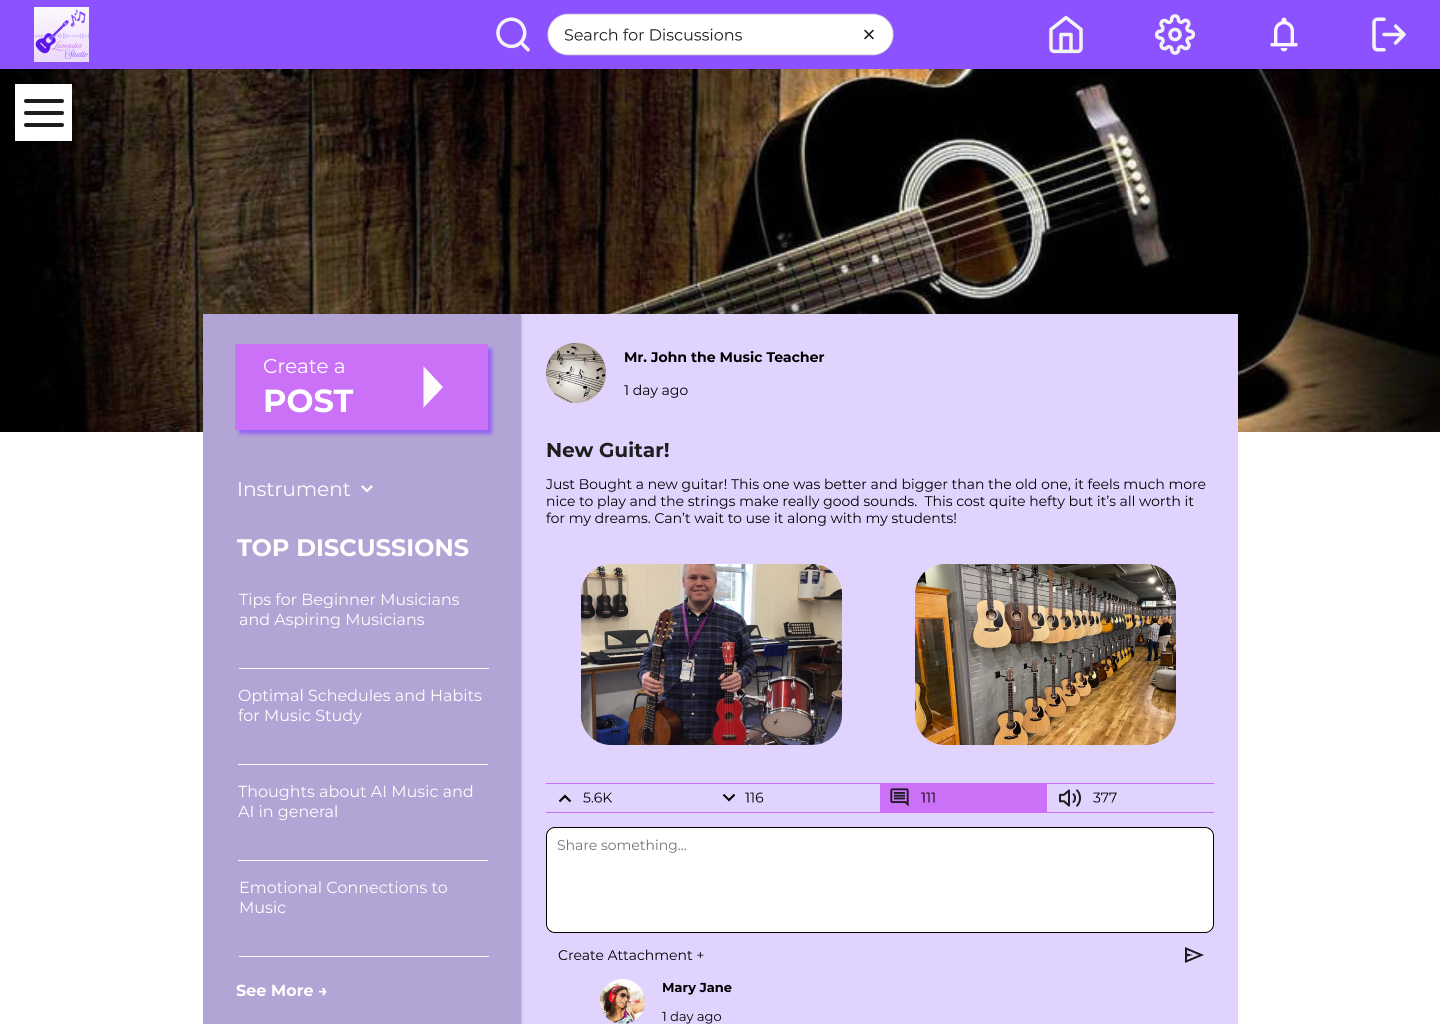 Lavender
Studio
Search for Discussions
Create a
POST
Instrument
TOP DISCUSSIONS
Tips for Beginner Musicians
and Aspiring Musicians
Optimal Schedules and Habits
for Music Study
Thoughts about AI Music and
AI in general
Emotional Connections to
Music
See More →
Mr. John the Music Teacher
1 day ago
New Guitar!
Just Bought a new guitar! This one was better and bigger than the old one, it feels much more
nice to play and the strings make really good sounds.  This cost quite hefty but it’s all worth it
for my dreams. Can’t wait to use it along with my students!
5.6K
116
111
377
Share something...
Create Attachment +
Mary Jane
1 day ago